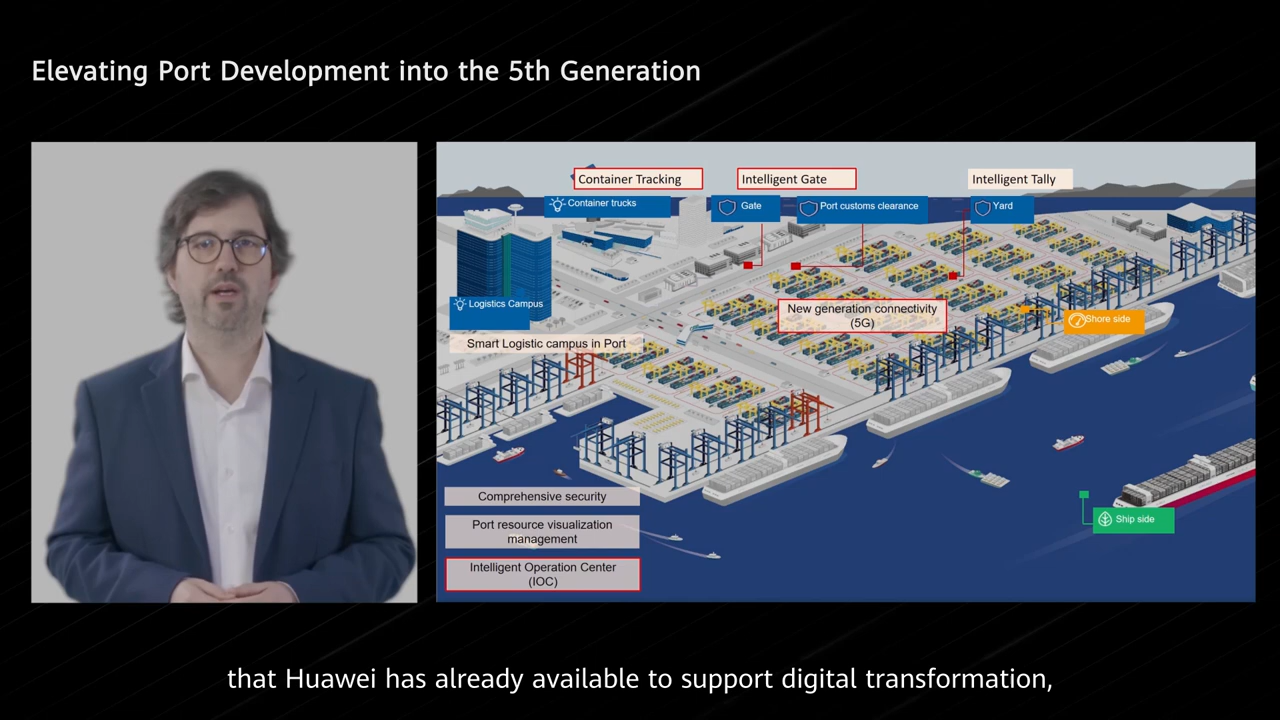 Elevating Port Development into the 5th Generation
Container Tracking
Intelligent Gate
Intelligent Tally
Container trucks
Gate
Port customs clearance
Yard
Logistics Campus
New generation connectivity
(5G)
Shore side
Smart Logistic campus in Port
Comprehensive security
Port resource visualization
management
Ship side
Intelligent Operation Center
(IOC)
that Huawei has already available to support digital transformation,